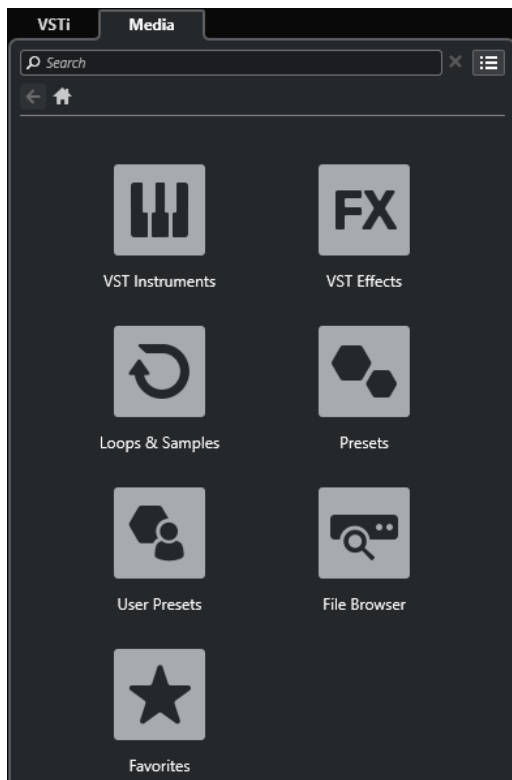 VSTi Media
Search
VST Instruments FX VST Effects
Loops & Samples Presets
User Presets File Browser
Favorites